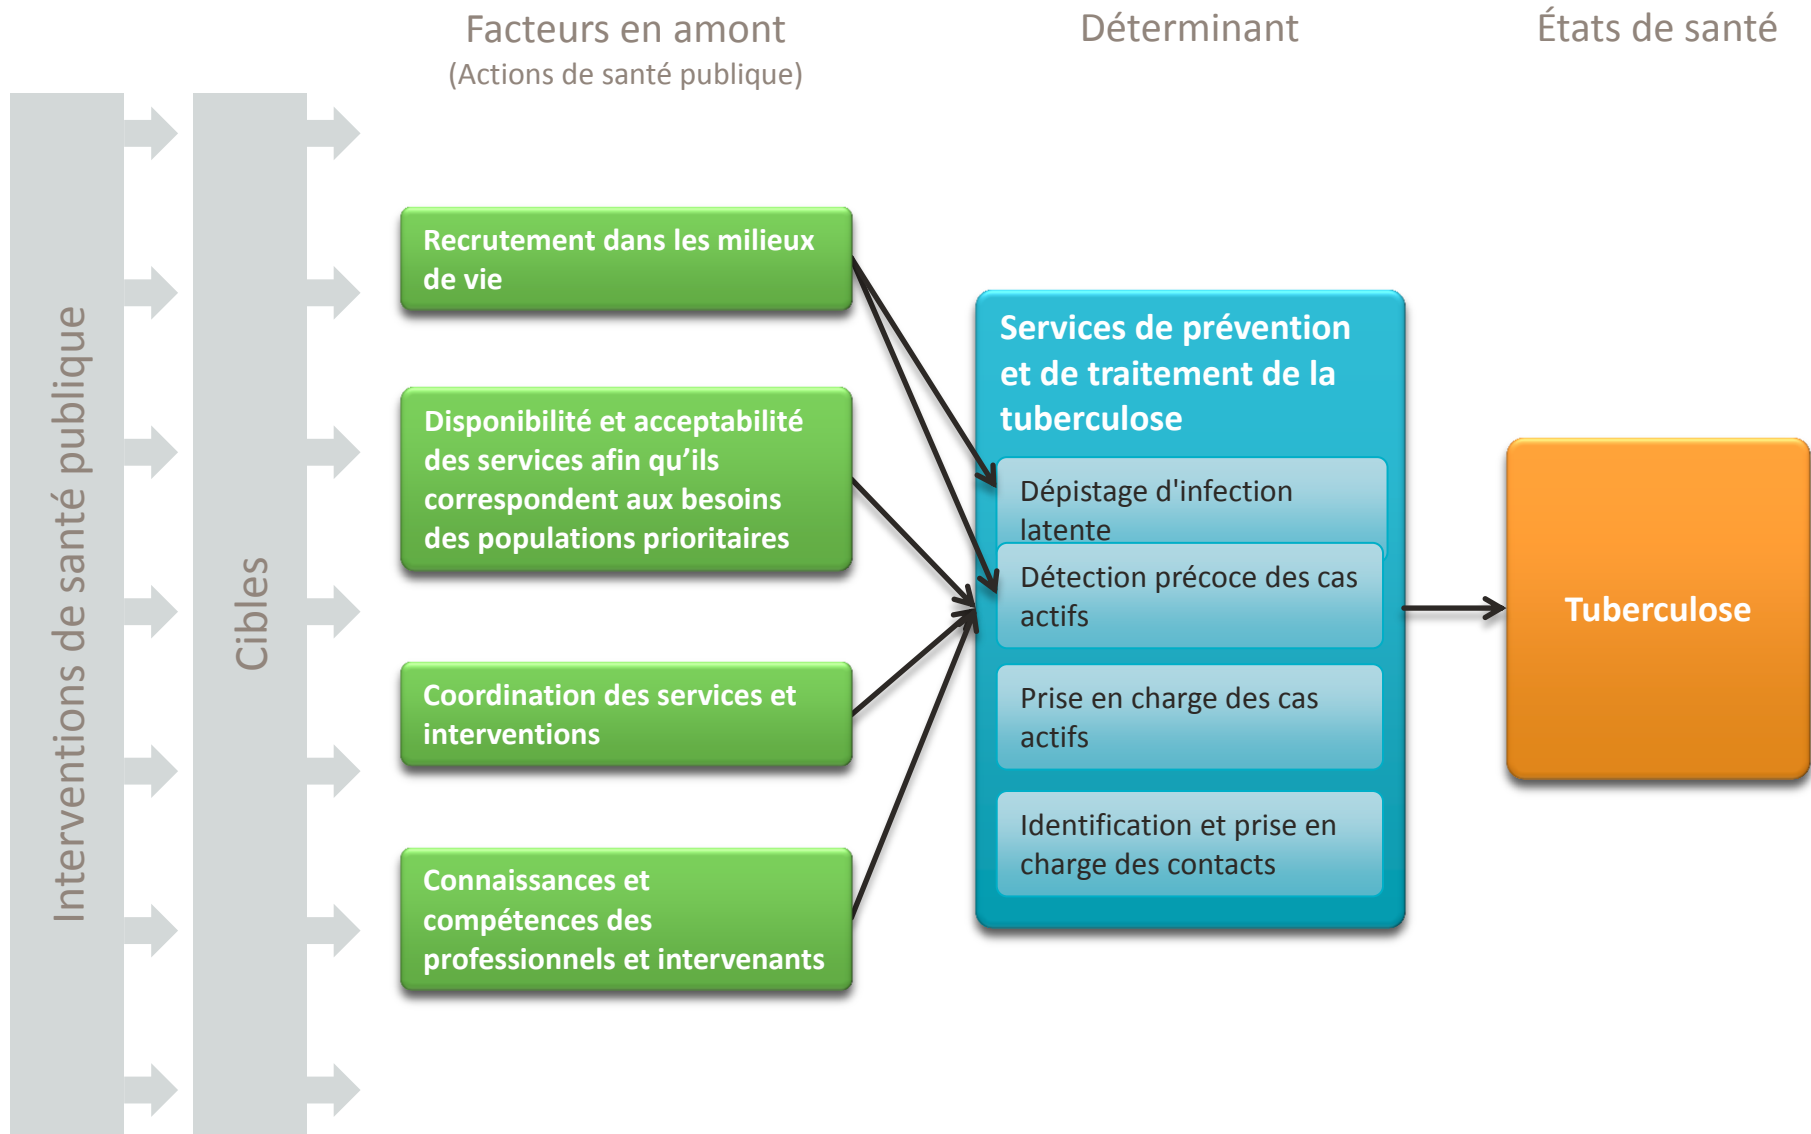 Facteurs en amont
(Actions de santé publique)
Déterminant
États de santé
Interventions de santé publique
Cibles
Recrutement dans les milieux
de vie
Disponibilité et acceptabilité
des services afin qu’ils
correspondent aux besoins
des populations prioritaires
Coordination des services et
interventions
Connaissances et
compétences des
professionnels et intervenants
Services de prévention
et de traitement de la
tuberculose
Dépistage d'infection
latente
Détection précoce des cas
actifs
Prise en charge des cas
actifs
Identification et prise en
charge des contacts
Tuberculose